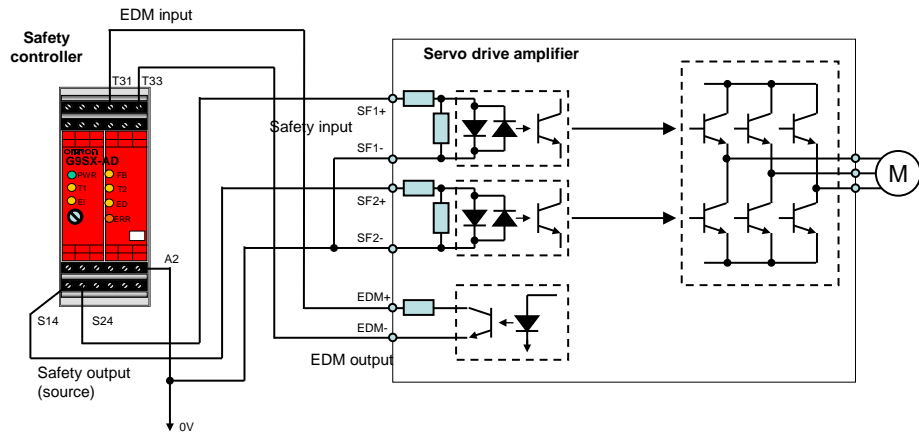 EDM input
Safety
controller
T31
T33
Servo drive amplifier
SF1+
Safety input
SF1-
SF2+
SF2-
OMRON
G9SX-AD
PWR
FB
T1
T2
EI
ED
ERR
M
A2
S14
S24
EDM+
EDM-
EDM output
Safety output
(source)
0V